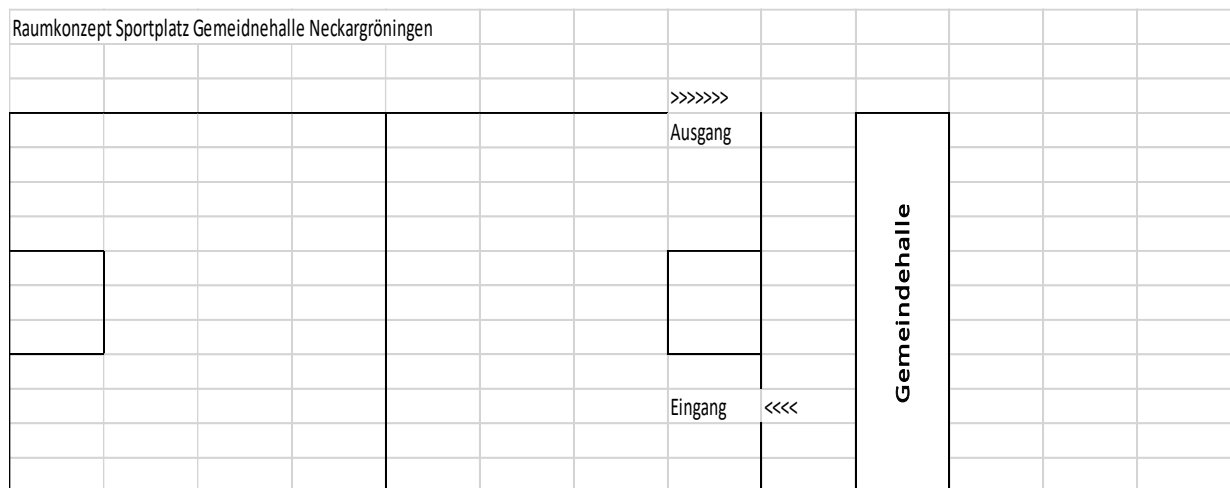 Raumkonzept Sportplatz Gemeidnehalle Neckargröningen
>>>>>>>
Ausgang
Gemeindehalle
Eingang <<<<